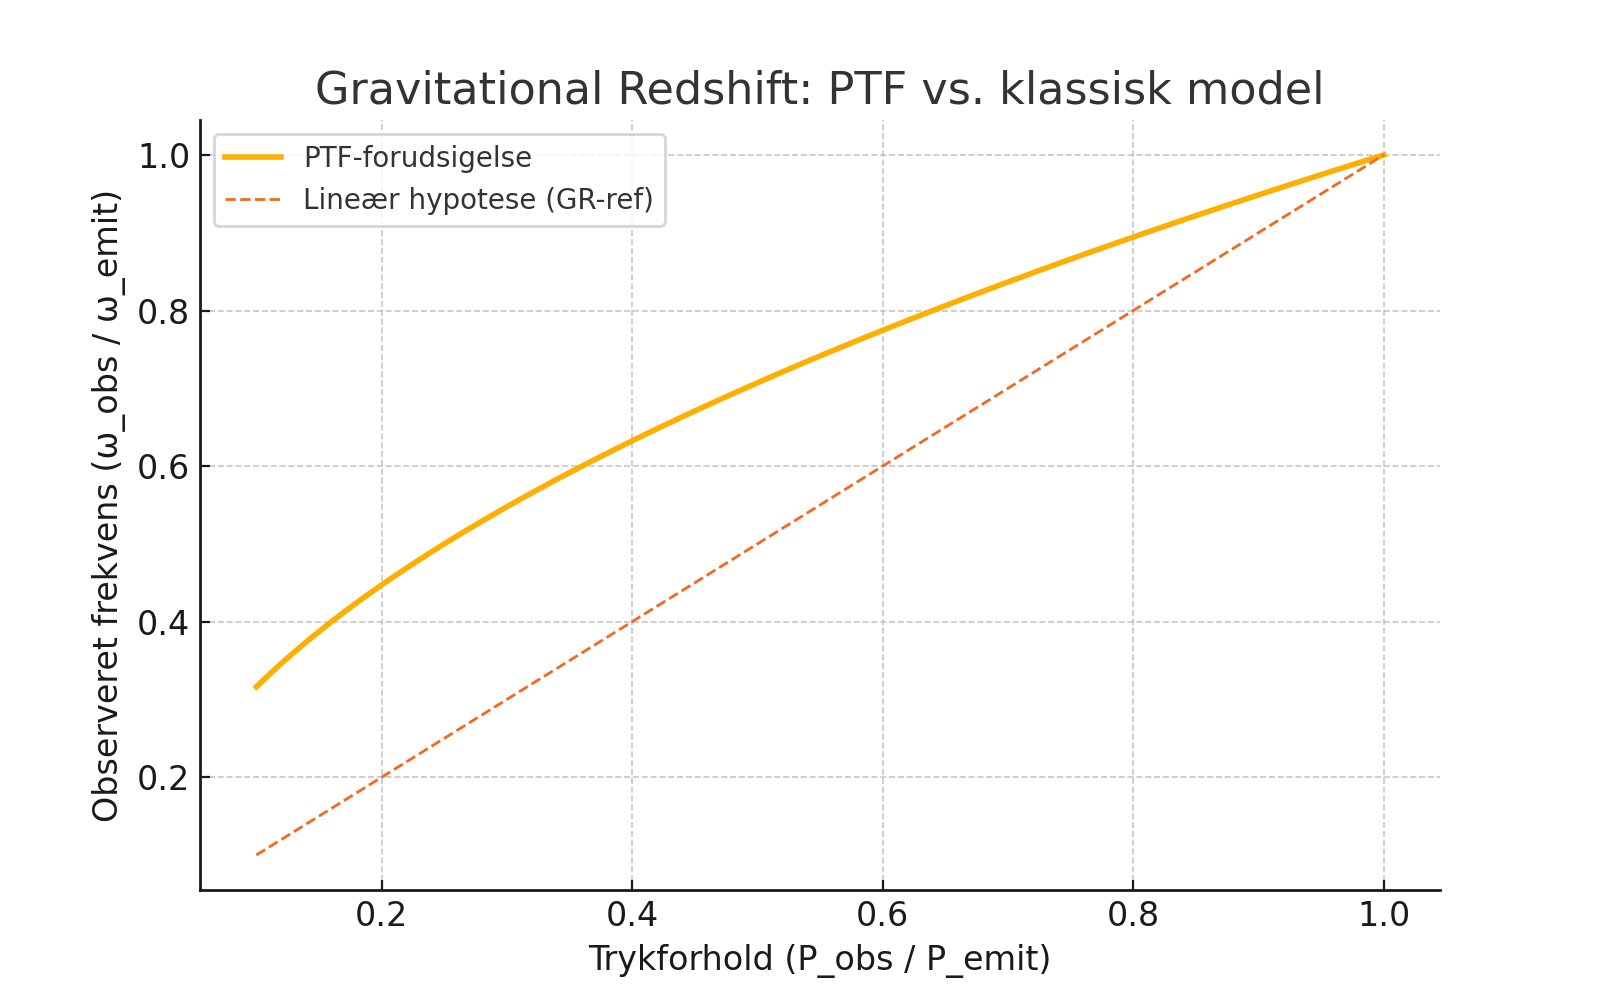 Gravitational Redshift: PTF vs. klassisk model
PTF-forudsigelse
Lineær hypotese (GR-ref)
Observeret frekvens (ω_obs / ω_emit)
1.0
0.8
0.6
0.4
0.2
0.2 0.4 0.6 0.8 1.0
Trykforhold (P_obs / P_emit)